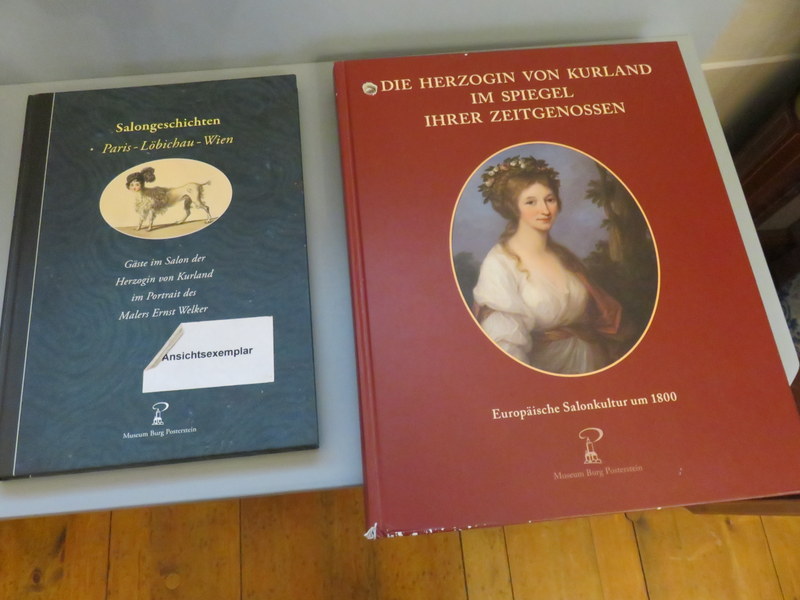 Salongeschichten
Paris - Löbichau - Wien
Gäste im Salon der
Herzogin von Kurland
im Portrait des
Malers Ernst Welker
Ansichtsexemplar
Museum Burg Posterstein
DIE HERZOGIN VON KURLAND
IM SPIEGEL
IHRER ZEITGENOSSEN
Europäische Salonkultur um 1800
Museum Burg Posterstein